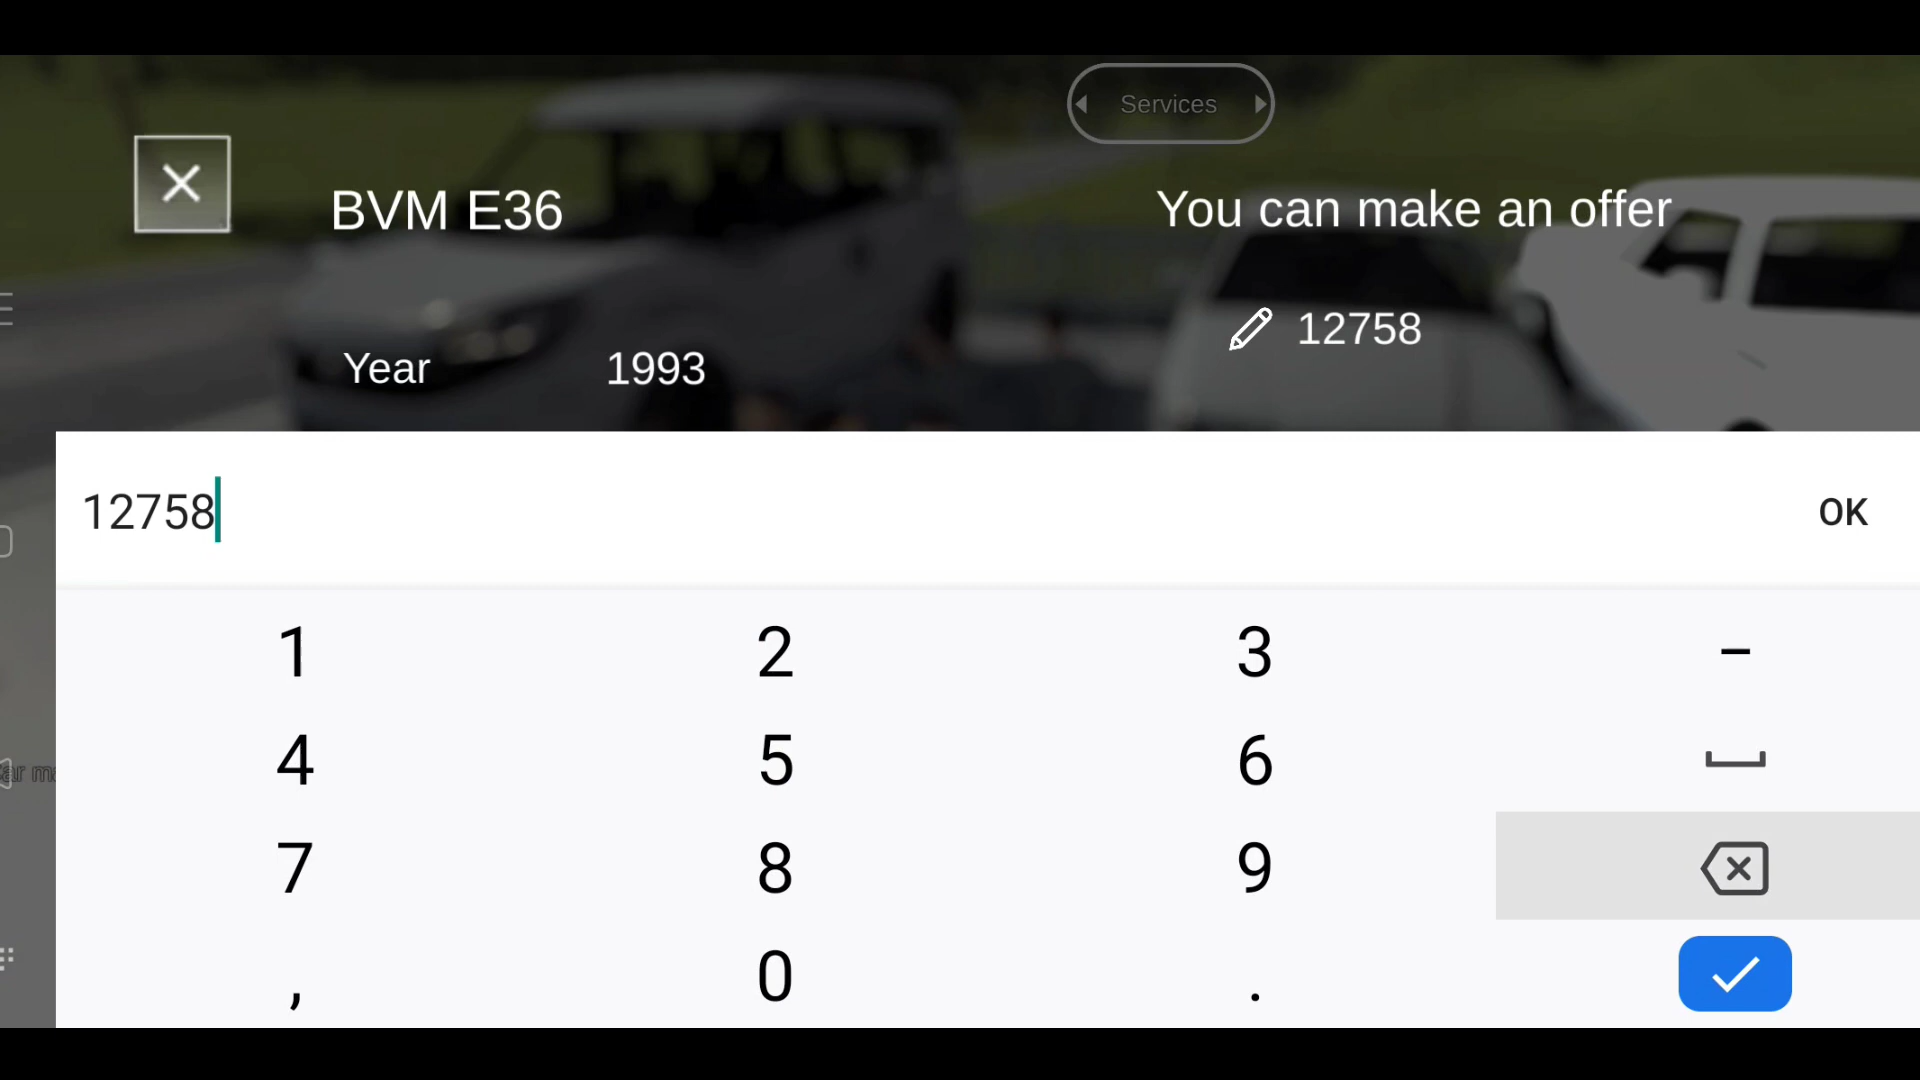 Services
BVM E36
You can make an offer
12758
Year 1993
12758
OK
1 2 3 –
4 5 6
7 8 9
, 0 .